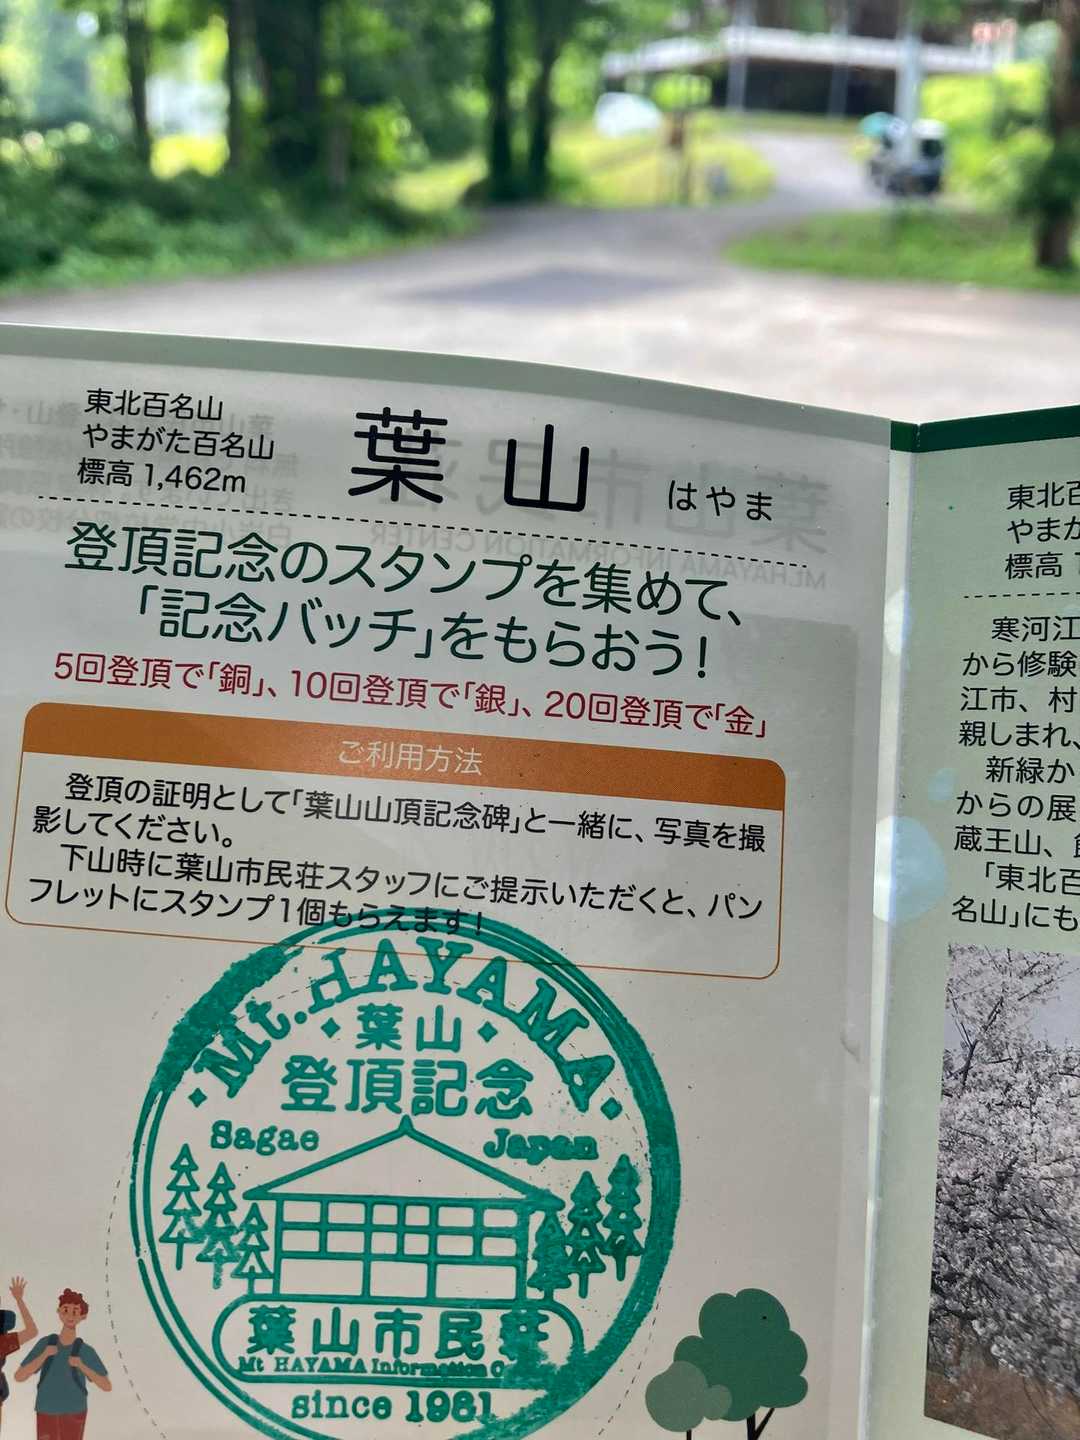 東北百名山
やまがた百名山
標高1,462m
葉山 はやま
登頂記念のスタンプを集めて、
「記念バッチ」をもらおう！
5回登頂で「銅」、10回登頂で「銀」、20回登頂で「金」
ご利用方法
登頂の証明として「葉山山頂記念碑」と一緒に、写真を撮
影してください。
下山時に葉山市民荘スタッフにご提示いただくと、パン
フレットにスタンプ1個もらえます！
Mt.HAYAMA
葉山
登頂記念
Sagae Japan
葉山市民荘
Mt HAYAMA Information
since 1981
東北百
やまが
標高
寒河江
から修験
江市、村
親しまれ、
新緑か
からの展
蔵王山、
「東北百
名山」にも